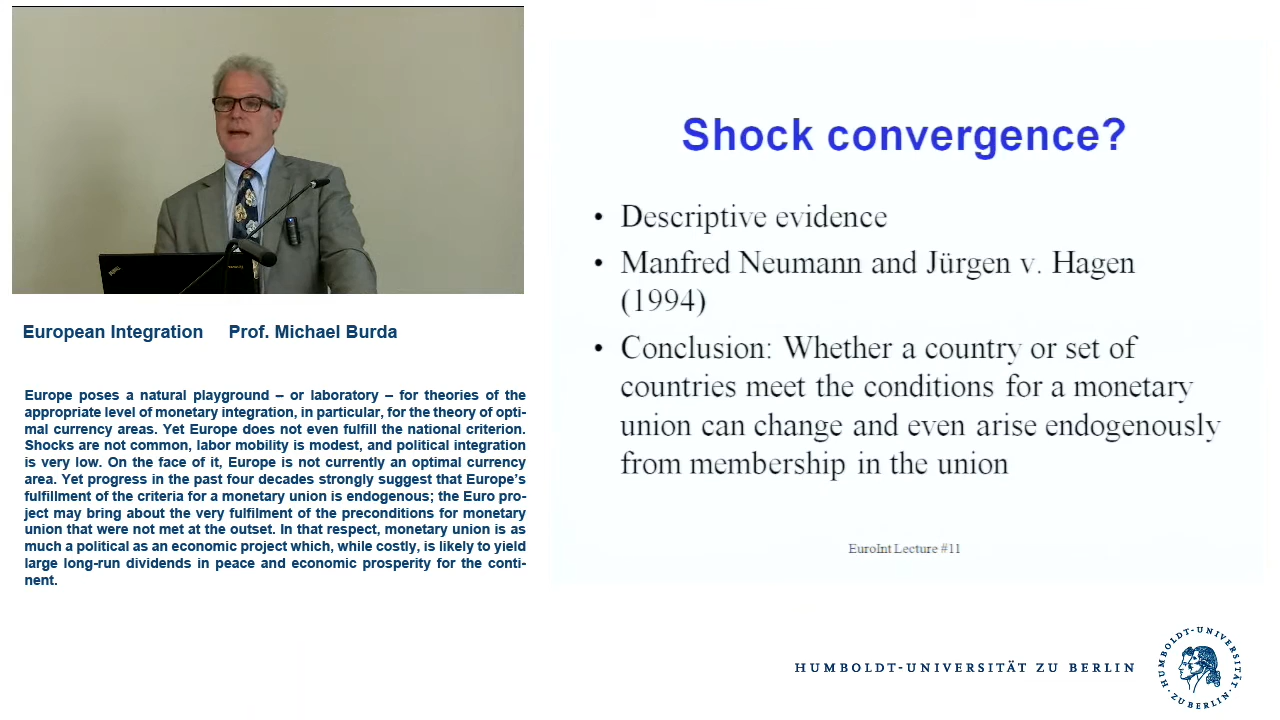 European Integration Prof. Michael Burda
Europe poses a natural playground – or laboratory – for theories of the
appropriate level of monetary integration, in particular, for the theory of opti-
mal currency areas. Yet Europe does not even fulfill the national criterion.
Shocks are not common, labor mobility is modest, and political integration
is very low. On the face of it, Europe is not currently an optimal currency
area. Yet progress in the past four decades strongly suggest that Europe's
fulfillment of the criteria for a monetary union is endogenous; the Euro pro-
ject may bring about the very fulfilment of the preconditions for monetary
union that were not met at the outset. In that respect, monetary union is as
much a political as an economic project which, while costly, is likely to yield
large long-run dividends in peace and economic prosperity for the conti-
nent.
Shock convergence?
• Descriptive evidence
• Manfred Neumann and Jürgen v. Hagen
(1994)
• Conclusion: Whether a country or set of
countries meet the conditions for a monetary
union can change and even arise endogenously
from membership in the union
EuroInt Lecture #11
HUMBOLDT-UNIVERSITÄT ZU BERLIN
HUMBOLDT-UNIVERSITÄT · ZU BERLIN ·